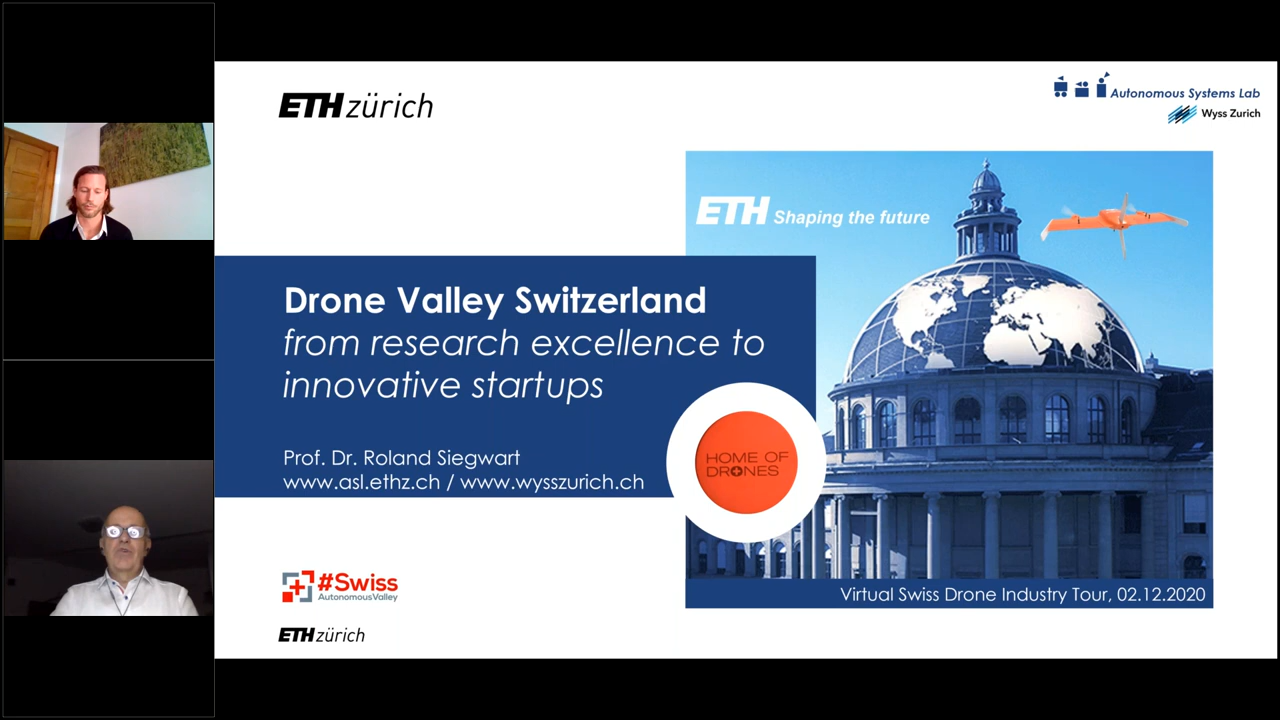 ETH zürich
Autonomous Systems Lab
Wyss Zurich
ETH Shaping the future
Drone Valley Switzerland
from research excellence to
innovative startups
Prof. Dr. Roland Siegwart
www.asl.ethz.ch / www.wysszurich.ch
HOME OF
DRONES
#Swiss
AutonomousValley
ETH zürich
Virtual Swiss Drone Industry Tour, 02.12.2020